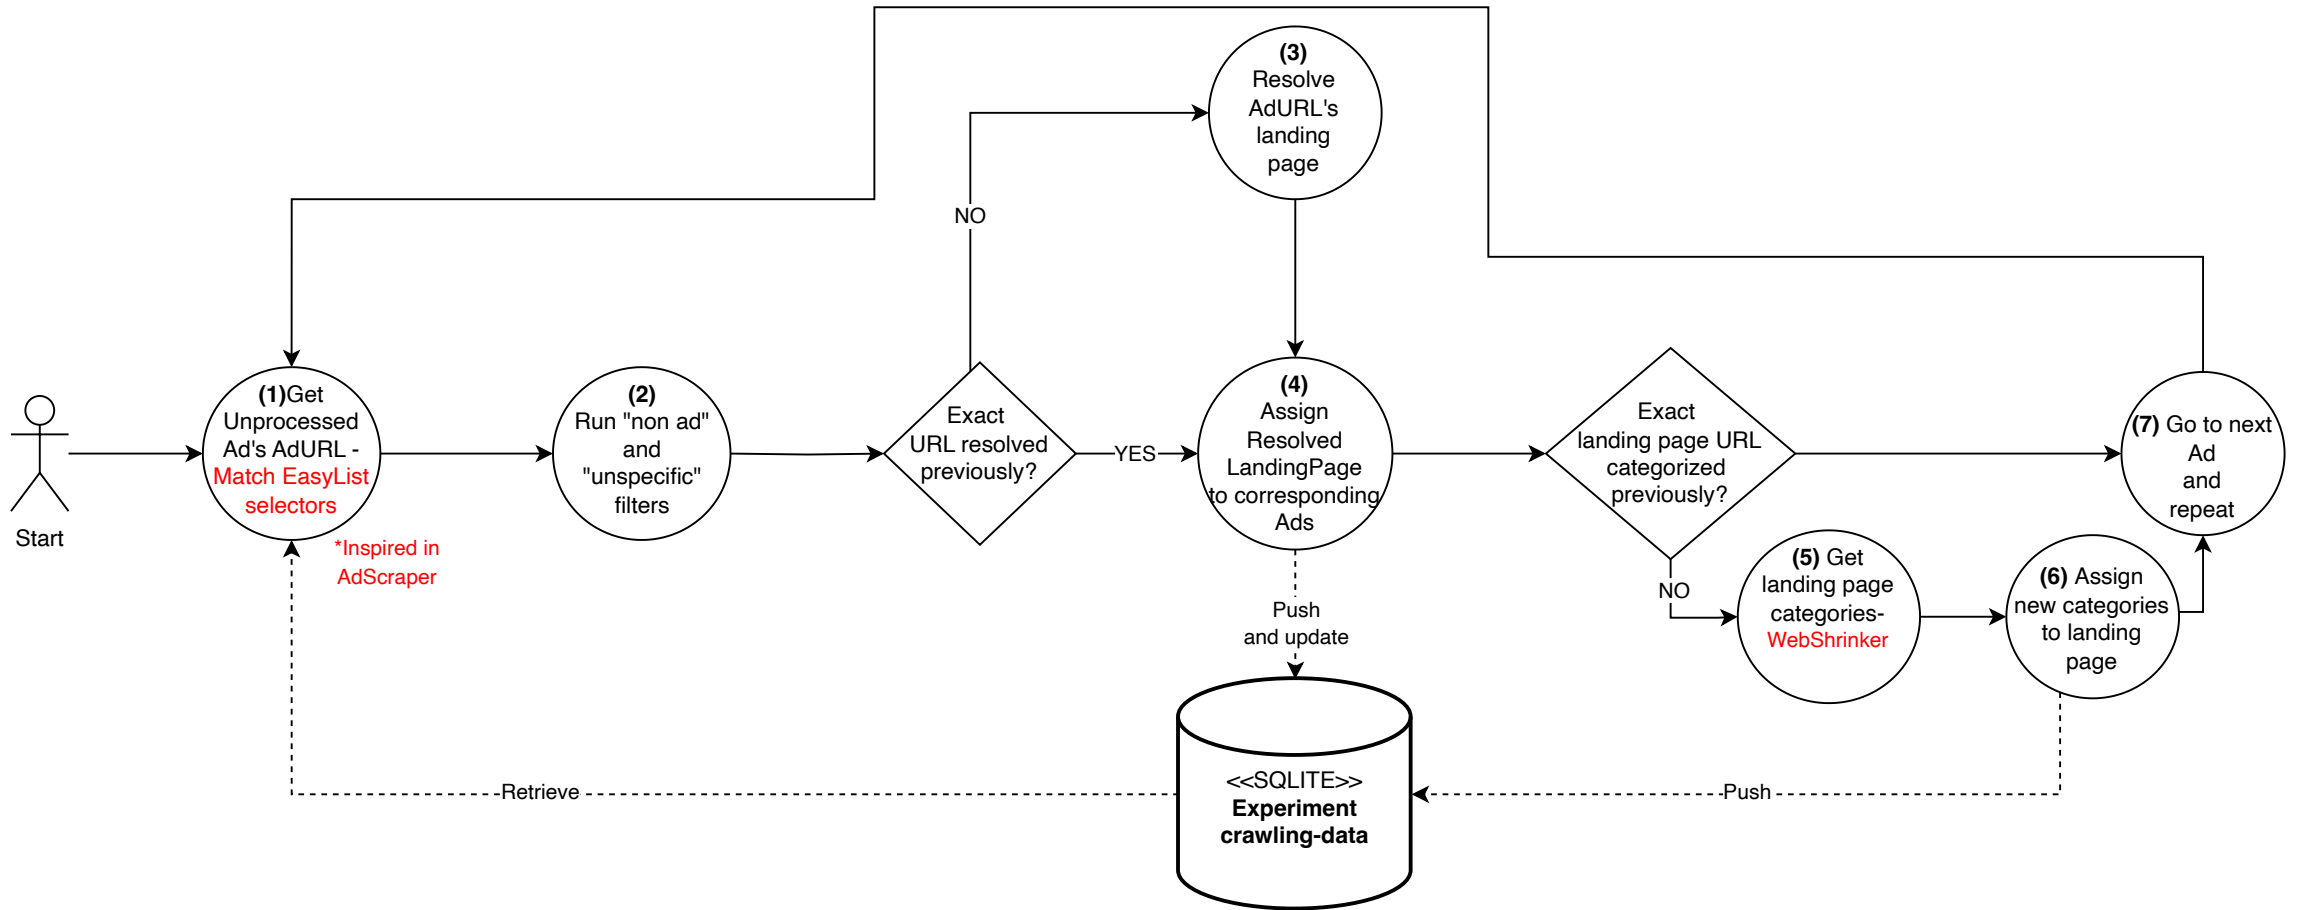 Start
(1)Get
Unprocessed
Ad's AdURL -
Match EasyList
selectors
*Inspired in
AdScraper
(2)
Run "non ad"
and
"unspecific"
filters
Exact
URL resolved
previously?
NO
YES
(3)
Resolve
AdURL's
landing
page
(4)
Assign
Resolved
LandingPage
to corresponding
Ads
Exact
landing page URL
categorized
previously?
NO
(5) Get
landing page
categories-
WebShrinker
(6) Assign
new categories
to landing
page
(7) Go to next
Ad
and
repeat
Push
and update
<<SQLITE>>
Experiment
crawling-data
Retrieve
Push